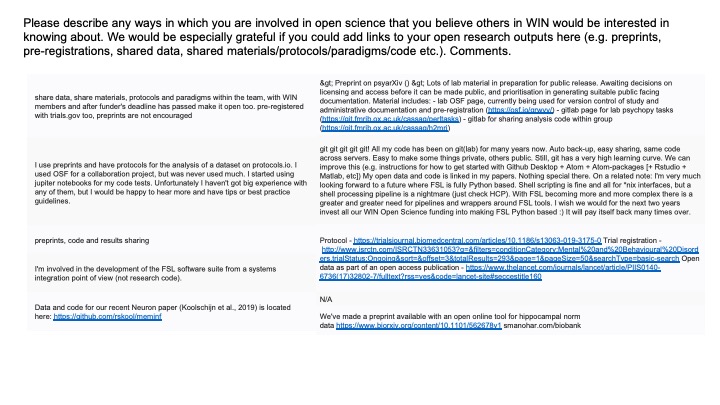 Please describe any ways in which you are involved in open science that you believe others in WIN would be interested in
knowing about. We would be especially grateful if you could add links to your open research outputs here (e.g. preprints,
pre-registrations, shared data, shared materials/protocols/paradigms/code etc.). Comments.
share data, share materials, protocols and paradigms within the team, with WIN
members and after funder's deadline has passed make it open too. pre-registered
with trials.gov too, preprints are not encouraged
&gt; Preprint on psyarXiv () &gt; Lots of lab material in preparation for public release. Awaiting decisions on
licensing and access before it can be made public, and prioritisation in generating suitable public facing
documentation. Material includes: - lab OSF page, currently being used for version control of study and
administrative documentation and pre-registration (https://osf.io/grwvv/) - gitlab page for lab psychopy tasks
(https://git.fmrib.ox.ac.uk/cassag/perltasks) - gitlab for sharing analysis code within group
(https://git.fmrib.ox.ac.uk/cassag/h2mri)
I use preprints and have protocols for the analysis of a dataset on protocols.io. I
used OSF for a collaboration project, but was never used much. I started using
jupiter notebooks for my code tests. Unfortunately I haven't got big experience with
any of them, but I would be happy to hear more and have tips or best practice
guidelines.
git git git git git! All my code has been on git(lab) for many years now. Auto back-up, easy sharing, same code
across servers. Easy to make some things private, others public. Still, git has a very high learning curve. We can
improve this (e.g. instructions for how to get started with Github Desktop + Atom + Atom-packages [+ Rstudio +
Matlab, etc]) My open data and code is linked in my papers. Nothing special there. On a related note: I'm very much
looking forward to a future where FSL is fully Python based. Shell scripting is fine and all for *nix interfaces, but a
shell processing pipeline is a nightmare (just check HCP). With FSL becoming more and more complex there is a
greater and greater need for pipelines and wrappers around FSL tools. I wish we would for the next two years
invest all our WIN Open Science funding into making FSL Python based :) It will pay itself back many times over.
preprints, code and results sharing
Protocol - https://trialsjournal.biomedcentral.com/articles/10.1186/s13063-019-3175-0 Trial registration -
http://www.isrctn.com/ISRCTN33631053?q=&filters=conditionCategory:Mental%20and%20Behavioural%20Disord
ers,trialStatus:Ongoing&sort=&offset=3&totalResults=293&page=1&pageSize=50&searchType=basic-search Open
data as part of an open access publication - https://www.thelancet.com/journals/lancet/article/PIIS0140-
6736(17)32802-7/fulltext?rss=yes&code=lancet-site#seccestitle160
I'm involved in the development of the FSL software suite from a systems
integration point of view (not research code).
N/A
Data and code for our recent Neuron paper (Koolschijn et al., 2019) is located
here: https://github.com/rskool/meminf
We've made a preprint available with an open online tool for hippocampal norm
data https://www.biorxiv.org/content/10.1101/562678v1 smanohar.com/biobank